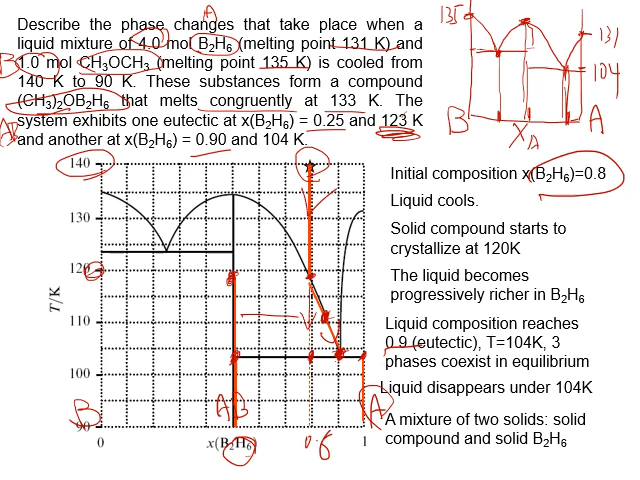 Describe the phase changes that take place when a
liquid mixture of 4.0 mol B₂H₆ (melting point 131 K) and
1.0 mol CH₃OCH₃ (melting point 135 K) is cooled from
140 K to 90 K. These substances form a compound
(CH₃)₂OB₂H₆ that melts congruently at 133 K. The
system exhibits one eutectic at x(B₂H₆) = 0.25 and 123 K
and another at x(B₂H₆) = 0.90 and 104 K.
A
B
A
135
131
104
B
X_A
A
140
130
120
110
100
90
T/K
0
x(B₂H₆)
1
B
AB
0.8
A
Initial composition x(B₂H₆)=0.8
Liquid cools.
Solid compound starts to
crystallize at 120K
The liquid becomes
progressively richer in B₂H₆
Liquid composition reaches
0.9 (eutectic), T=104K, 3
phases coexist in equilibrium
Liquid disappears under 104K
A mixture of two solids: solid
compound and solid B₂H₆